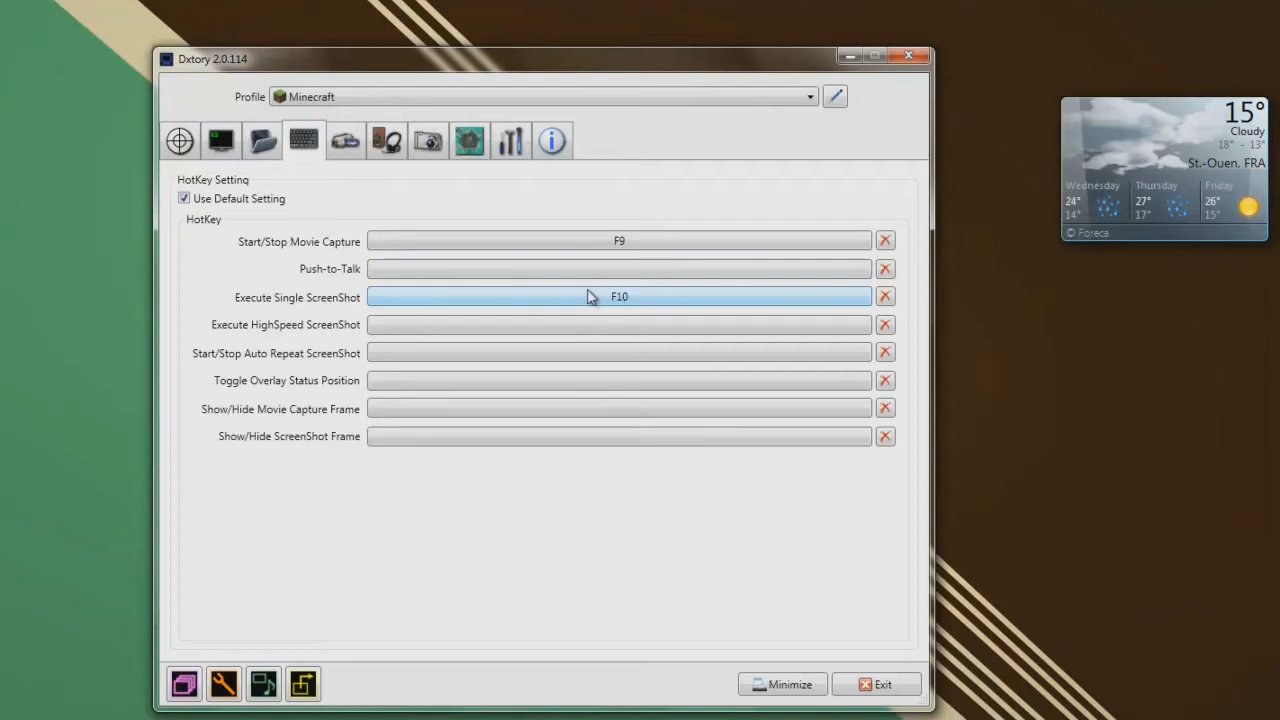 Dxtory 2.0.114
Profile
Minecraft
HotKey Setting
Use Default Setting
HotKey
Start/Stop Movie Capture F9
Push-to-Talk
Execute Single ScreenShot F10
Execute HighSpeed ScreenShot
Start/Stop Auto Repeat ScreenShot
Toggle Overlay Status Position
Show/Hide Movie Capture Frame
Show/Hide ScreenShot Frame
Minimize
Exit
15°
Cloudy
18° - 13°
St.-Ouen, FRA
Wednesday Thursday Friday
24° 27° 26°
14° 17° 15°
© Foreca